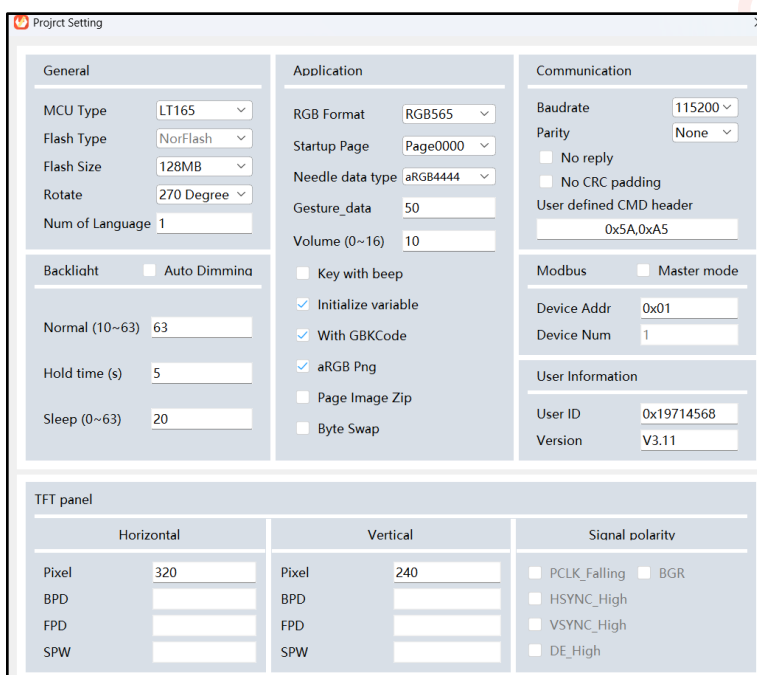 Projrct Setting
General
MCU Type LT165
Flash Type NorFlash
Flash Size 128MB
Rotate 270 Degree
Num of Language 1
Backlight Auto Dimming
Normal (10~63) 63
Hold time (s) 5
Sleep (0~63) 20
Application
RGB Format RGB565
Startup Page Page0000
Needle data type aRGB4444
Gesture_data 50
Volume (0~16) 10
Key with beep
Initialize variable
With GBKCode
aRGB Png
Page Image Zip
Byte Swap
Communication
Baudrate 115200
Parity None
No reply
No CRC padding
User defined CMD header
0x5A,0xA5
Modbus Master mode
Device Addr 0x01
Device Num 1
User Information
User ID 0x19714568
Version V3.11
TFT panel
Horizontal
Pixel 320
BPD
FPD
SPW
Vertical
Pixel 240
BPD
FPD
SPW
Signal polarity
PCLK_Falling BGR
HSYNC_High
VSYNC_High
DE_High